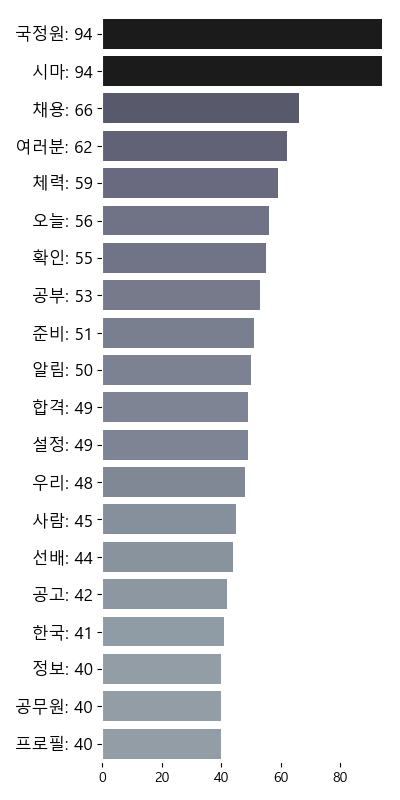 국정원: 94
시마: 94
채용: 66
여러분: 62
체력: 59
오늘: 56
확인: 55
공부: 53
준비: 51
알림: 50
합격: 49
설정: 49
우리: 48
사람: 45
선배: 44
공고: 42
한국: 41
정보: 40
공무원: 40
프로필: 40
0 20 40 60 80